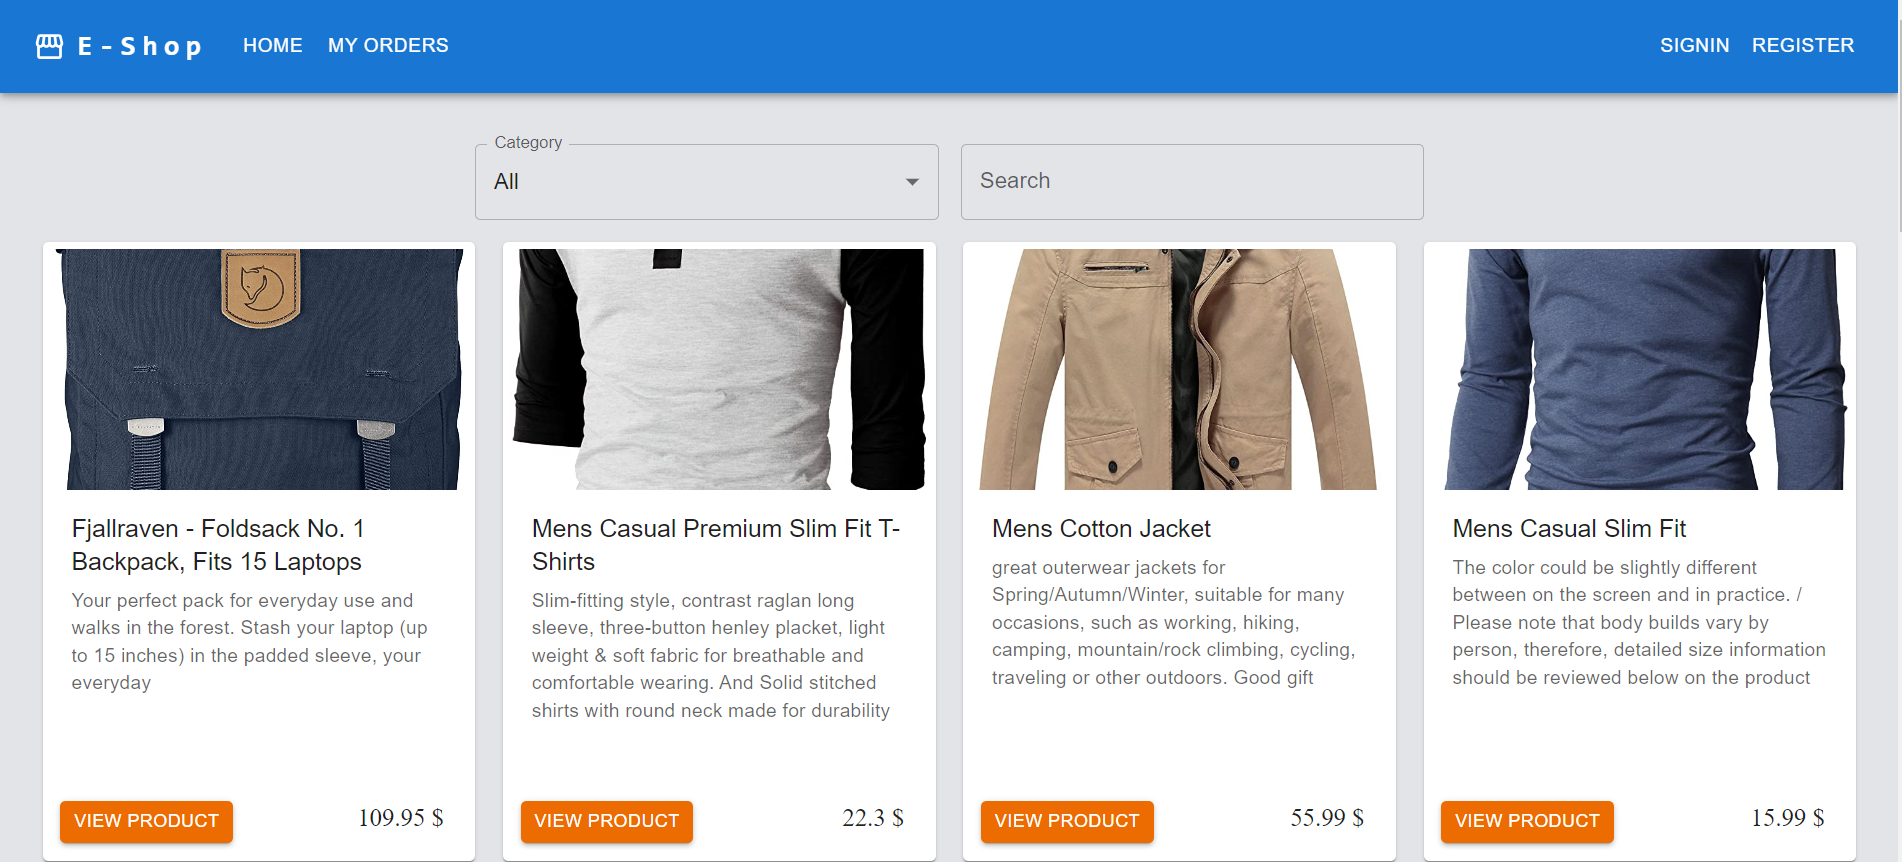 E-Shop HOME MY ORDERS SIGNIN REGISTER
Category
All
Search
Fjallraven - Foldsack No. 1
Backpack, Fits 15 Laptops
Your perfect pack for everyday use and
walks in the forest. Stash your laptop (up
to 15 inches) in the padded sleeve, your
everyday
VIEW PRODUCT 109.95 $
Mens Casual Premium Slim Fit T-
Shirts
Slim-fitting style, contrast raglan long
sleeve, three-button henley placket, light
weight & soft fabric for breathable and
comfortable wearing. And Solid stitched
shirts with round neck made for durability
VIEW PRODUCT 22.3 $
Mens Cotton Jacket
great outerwear jackets for
Spring/Autumn/Winter, suitable for many
occasions, such as working, hiking,
camping, mountain/rock climbing, cycling,
traveling or other outdoors. Good gift
VIEW PRODUCT 55.99 $
Mens Casual Slim Fit
The color could be slightly different
between on the screen and in practice. /
Please note that body builds vary by
person, therefore, detailed size information
should be reviewed below on the product
VIEW PRODUCT 15.99 $